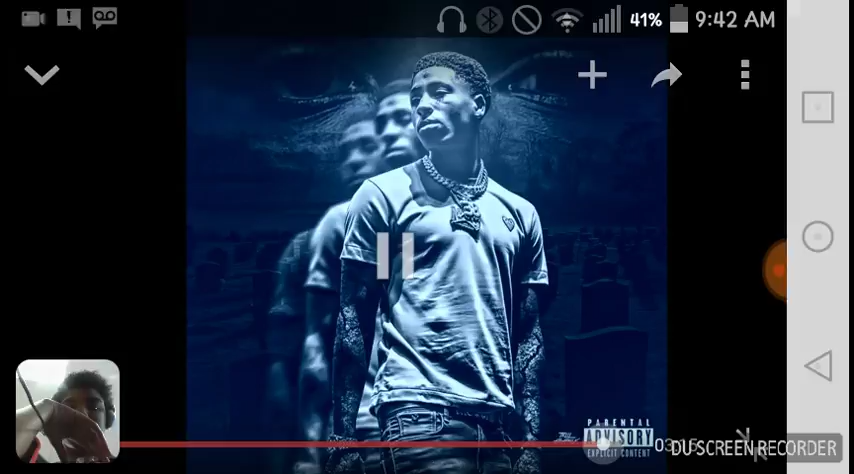 41% 9:42 AM
PARENTAL
ADVISORY
EXPLICIT CONTENT
DU SCREEN RECORDER